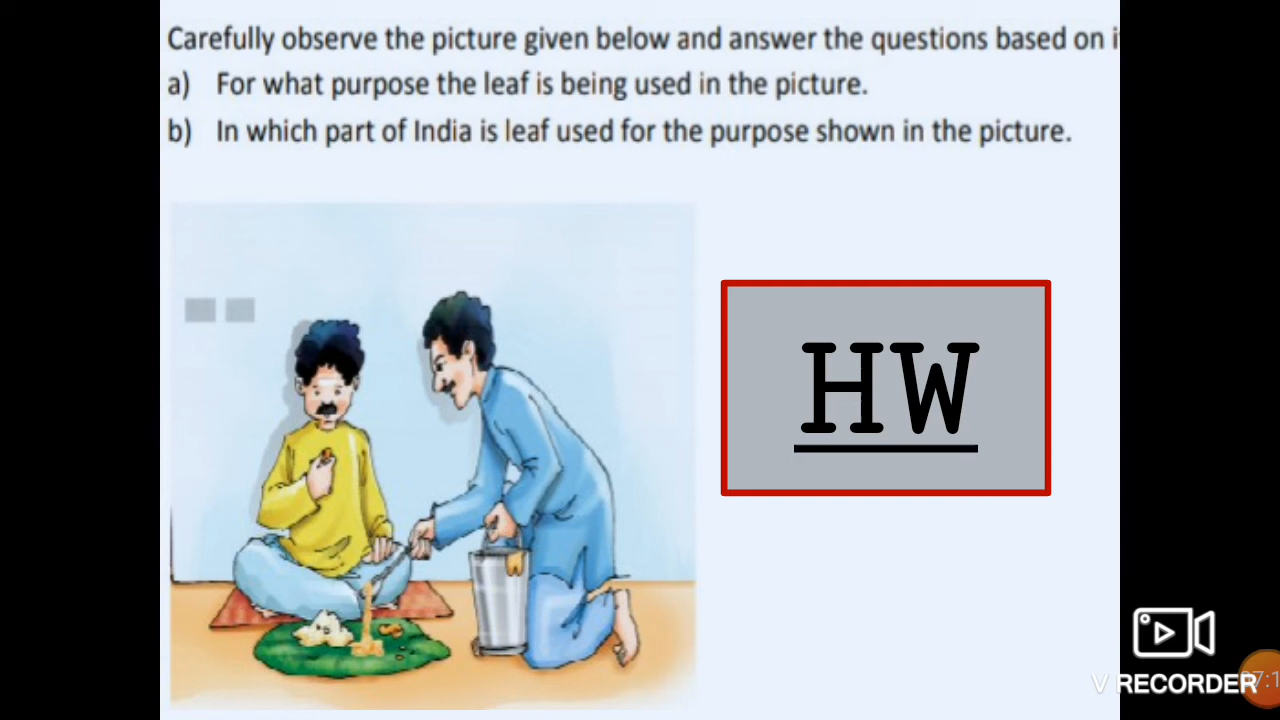 Carefully observe the picture given below and answer the questions based on i
a) For what purpose the leaf is being used in the picture.
b) In which part of India is leaf used for the purpose shown in the picture.
HW
V RECORDER